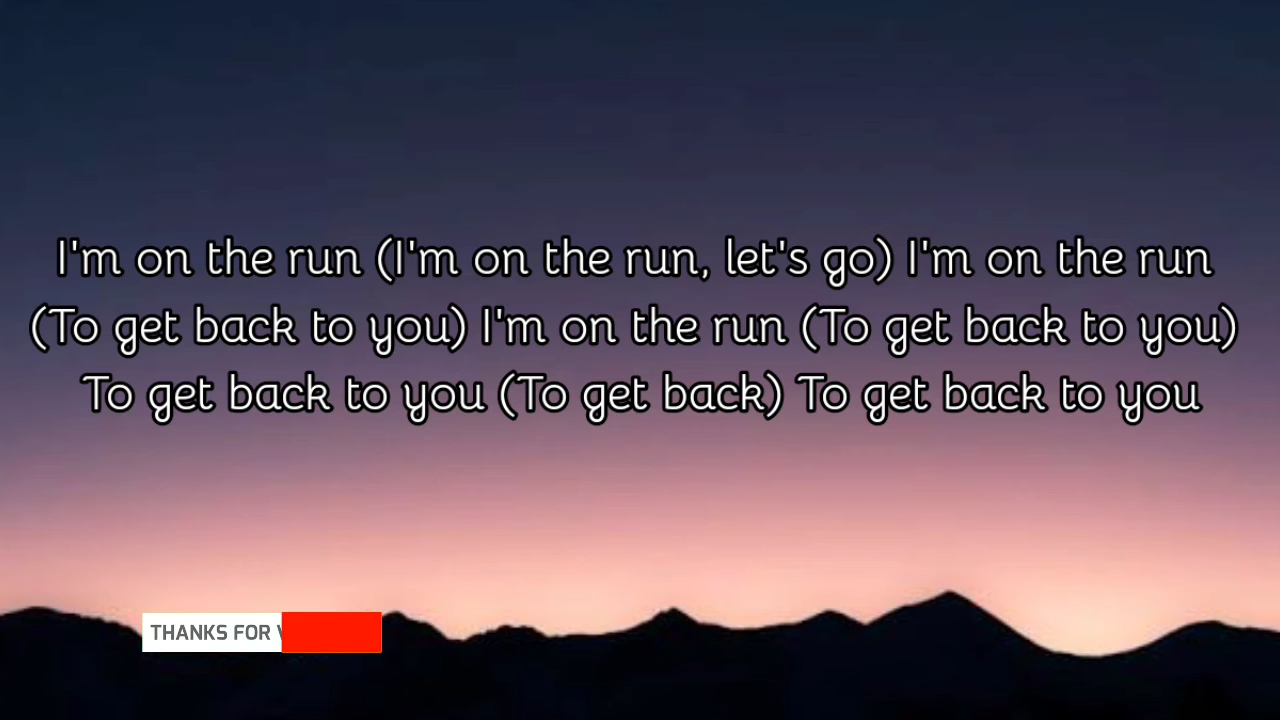 I'm on the run (I'm on the run, let's go) I'm on the run
(To get back to you) I'm on the run (To get back to you)
To get back to you (To get back) To get back to you
THANKS FOR